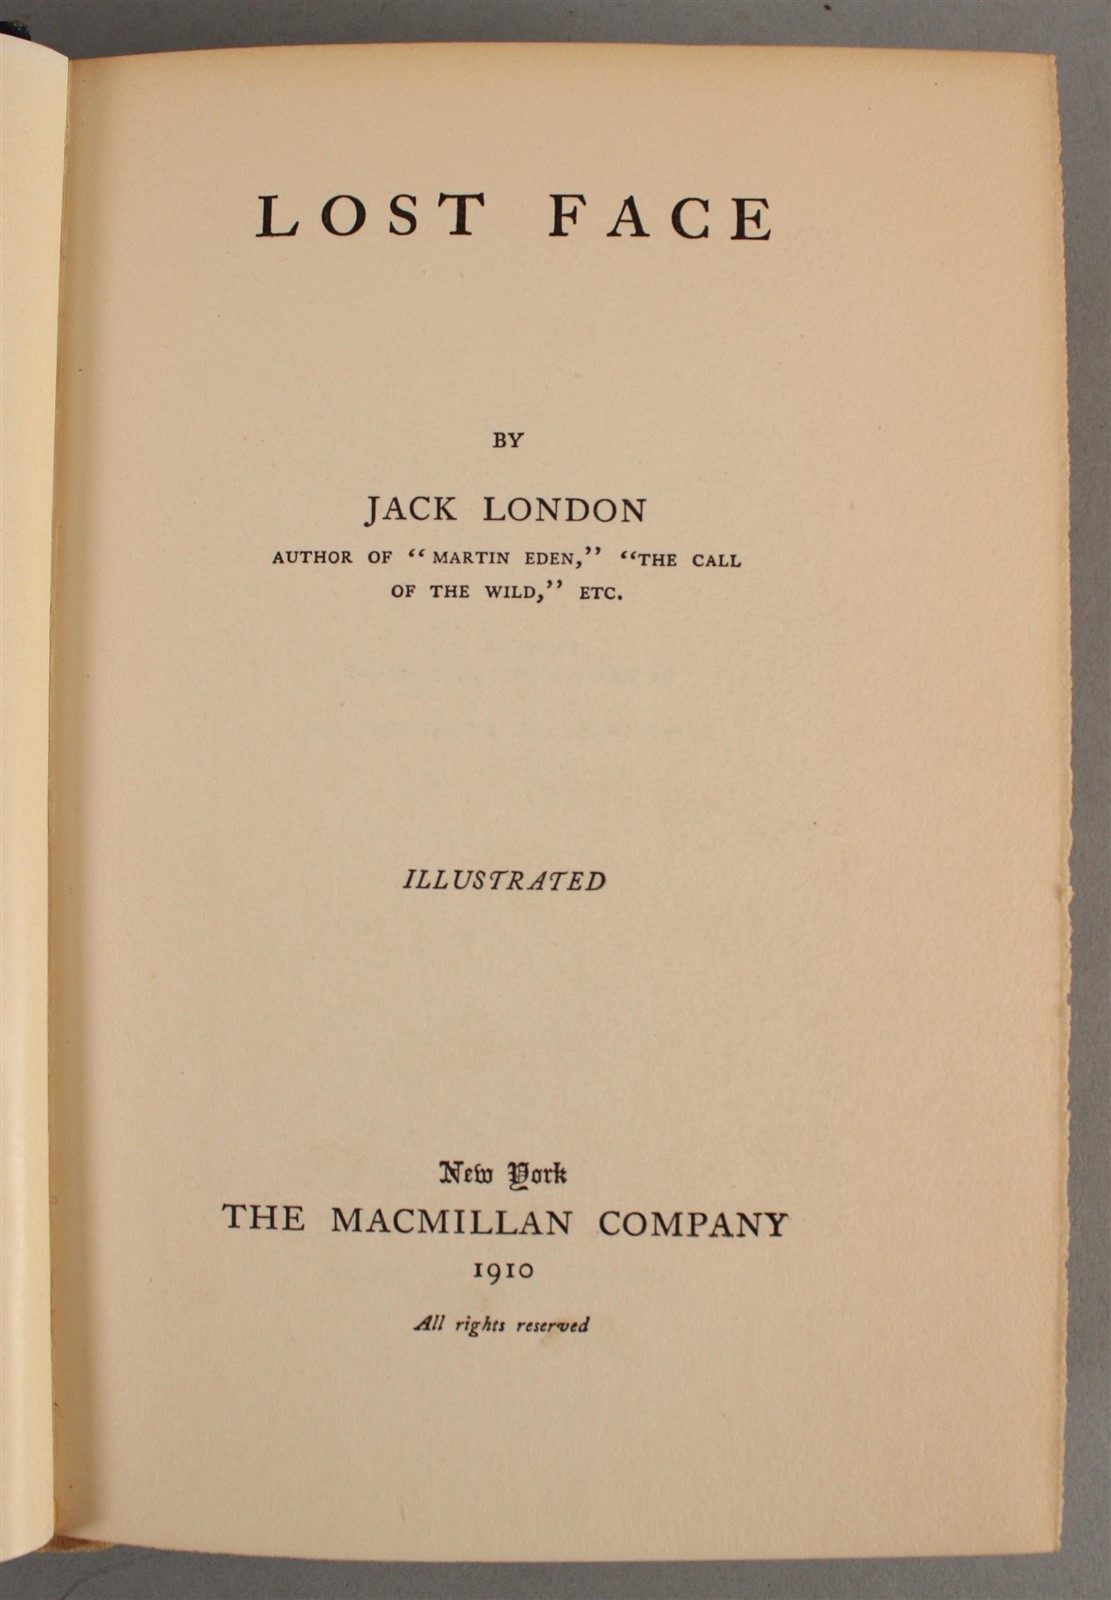 LOST FACE
BY
JACK LONDON
AUTHOR OF “MARTIN EDEN,” “THE CALL
OF THE WILD,” ETC.
ILLUSTRATED
New York
THE MACMILLAN COMPANY
1910
All rights reserved